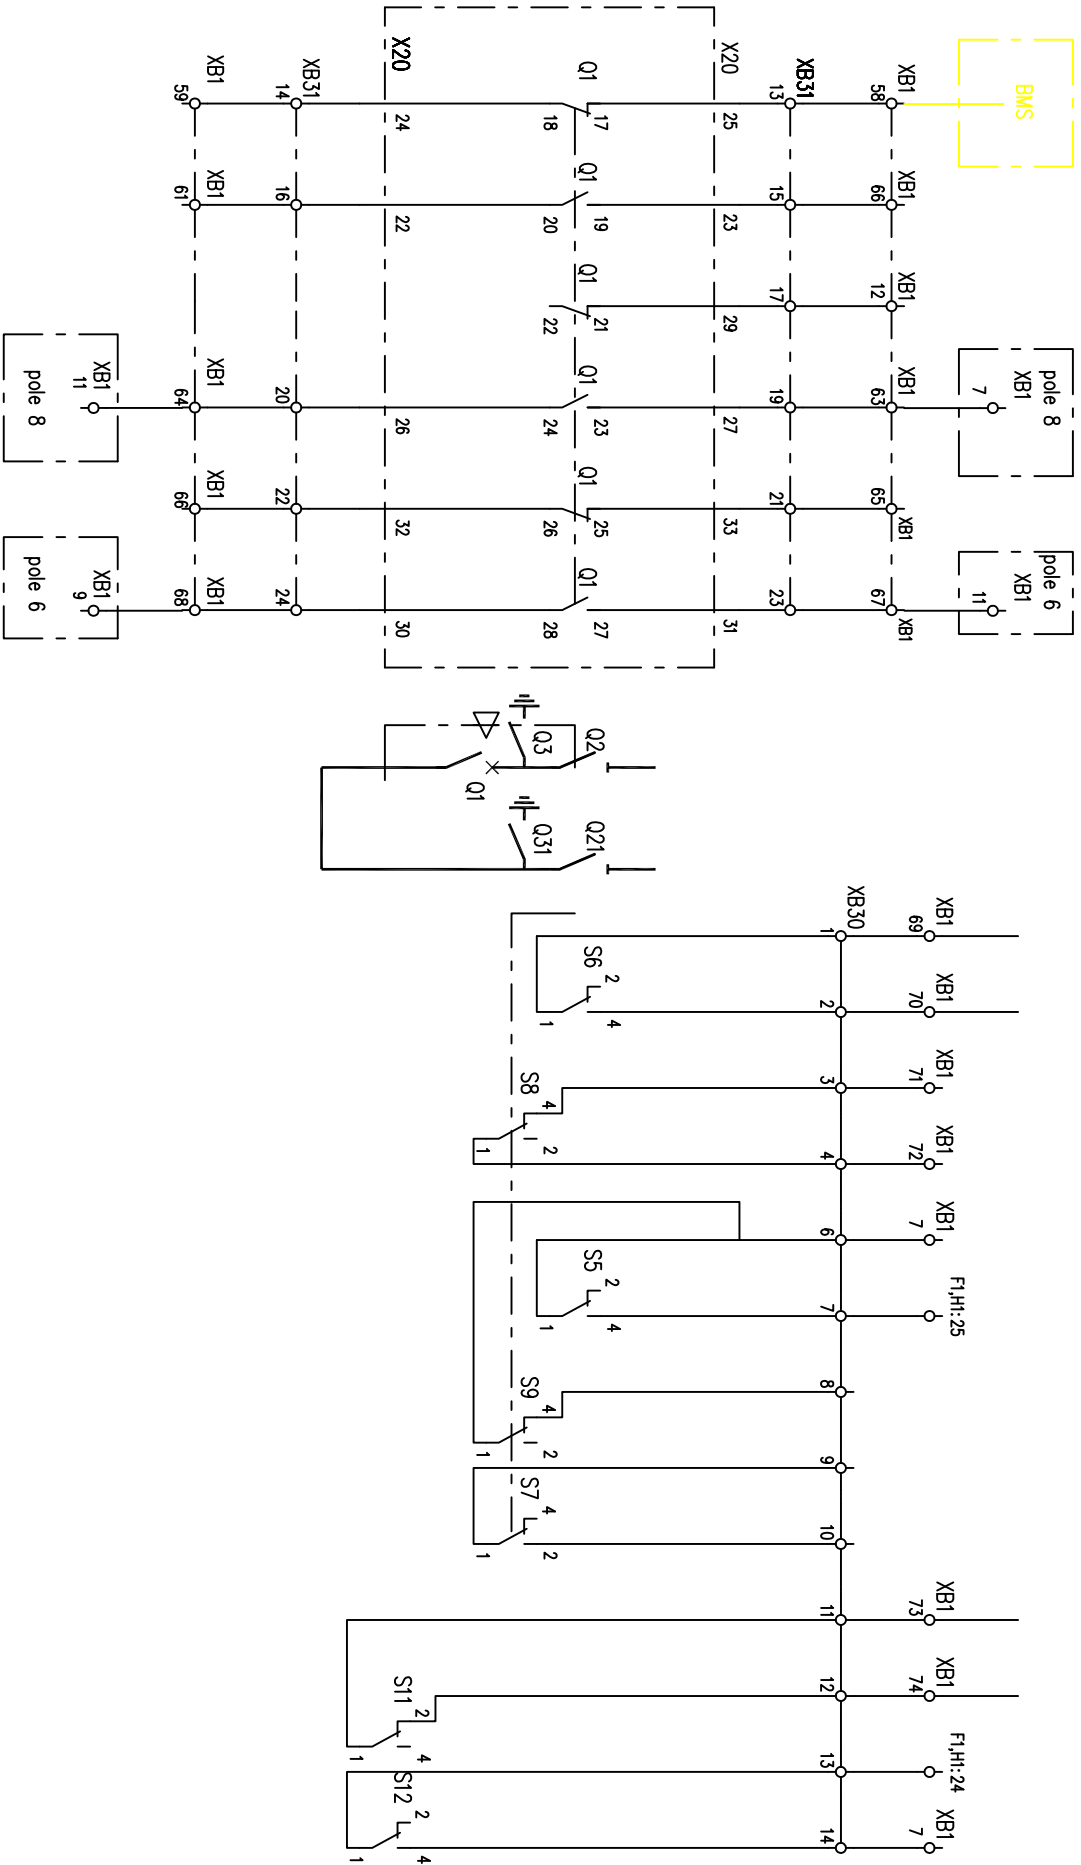 BMS
pole 8
XB1
7
pole 6
XB1
11
XB1 XB1 XB1 XB1 XB1 XB1
58 66 12 63 65 67
XB31
13 15 17 19 21 23
X20
25 23 29 27 33 31
Q1 Q1 Q1 Q1 Q1 Q1
17 19 21 23 25 27
18 20 22 24 26 28
X20
24 22 26 32 30
XB31
14 16 20 22 24
XB1 XB1 XB1 XB1 XB1
59 61 64 66 68
XB1
11
pole 8
XB1
9
pole 6
Q2 Q21
Q3 Q31
Q1
F1,H1:25 F1,H1:24
XB1 XB1 XB1 XB1 XB1 XB1 XB1 XB1
69 70 71 72 7 73 74 7
XB30
1 2 3 4 6 7 8 9 10 11 12 13 14
S6
2
4
1
S8
4
2
1
S5
2
4
1
S9
4
2
1
S7
4
2
1
S11
2
4
1
S12
2
4
1